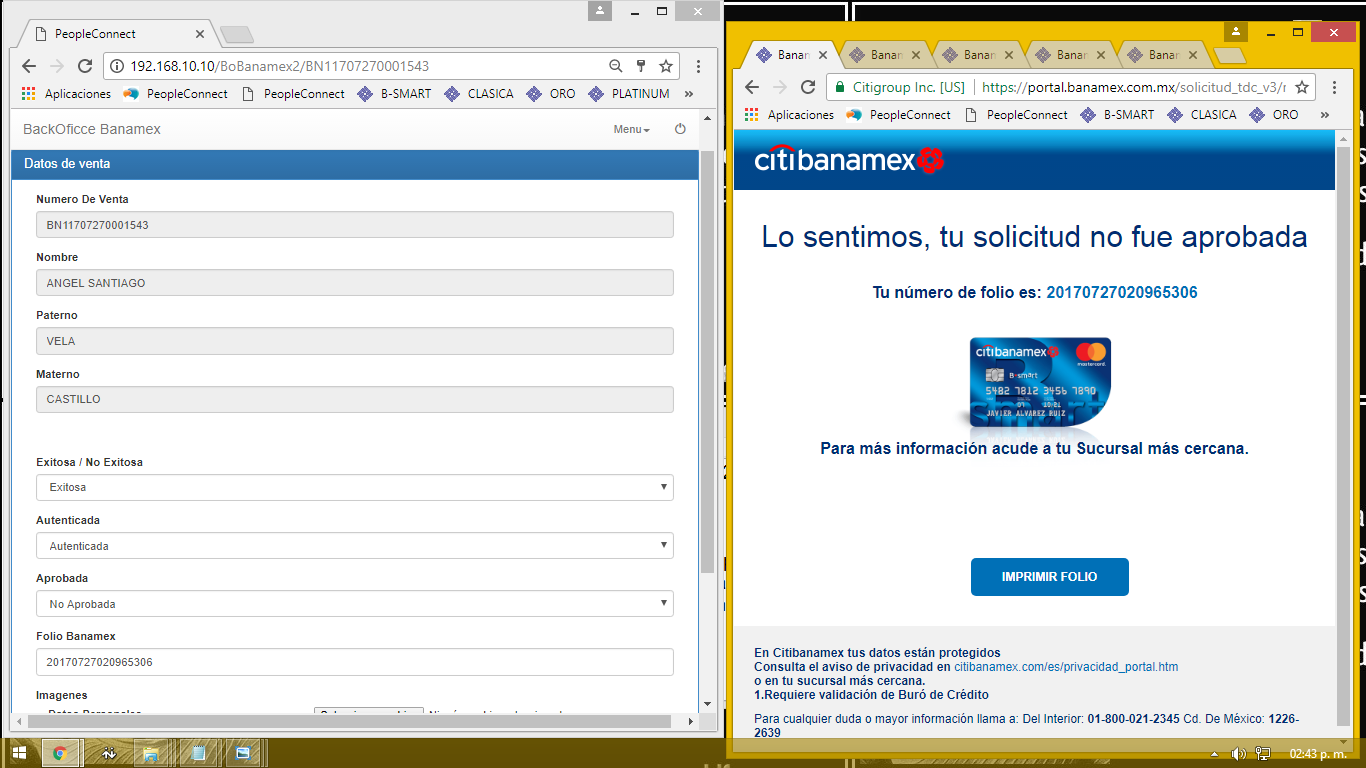 PeopleConnect
192.168.10.10/BoBanamex2/BN11707270001543
Aplicaciones PeopleConnect PeopleConnect B-SMART CLASICA ORO PLATINUM »
BackOficce Banamex Menu
Datos de venta
Numero De Venta
BN11707270001543
Nombre
ANGEL SANTIAGO
Paterno
VELA
Materno
CASTILLO
Exitosa / No Exitosa
Exitosa
Autenticada
Autenticada
Aprobada
No Aprobada
Folio Banamex
20170727020965306
Imagenes
Banan Banan Banan Banan Banan
Citigroup Inc. [US] https://portal.banamex.com.mx/solicitud_tdc_v3/r
Aplicaciones PeopleConnect PeopleConnect B-SMART CLASICA ORO »
citibanamex
Lo sentimos, tu solicitud no fue aprobada
Tu número de folio es: 20170727020965306
citibanamex
mastercard
B·smart
5482 7812 3456 7890
JAVIER ALVAREZ RUIZ
Para más información acude a tu Sucursal más cercana.
IMPRIMIR FOLIO
En Citibanamex tus datos están protegidos
Consulta el aviso de privacidad en citibanamex.com/es/privacidad_portal.htm
o en tu sucursal más cercana.
1.Requiere validación de Buró de Crédito
Para cualquier duda o mayor información llama a: Del Interior: 01-800-021-2345 Cd. De México: 1226-
2639
02:43 p. m.